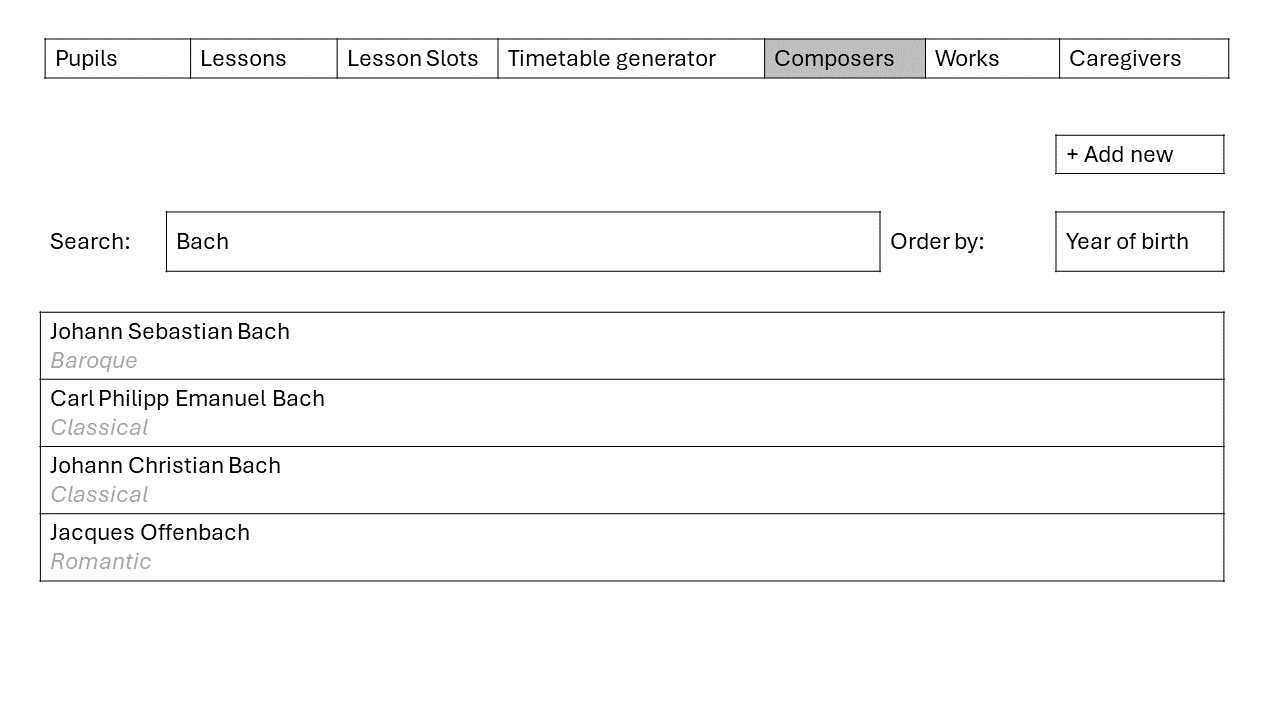 Pupils Lessons Lesson Slots Timetable generator Composers Works Caregivers
+ Add new
Search: Bach Order by: Year of birth
Johann Sebastian Bach
Baroque
Carl Philipp Emanuel Bach
Classical
Johann Christian Bach
Classical
Jacques Offenbach
Romantic